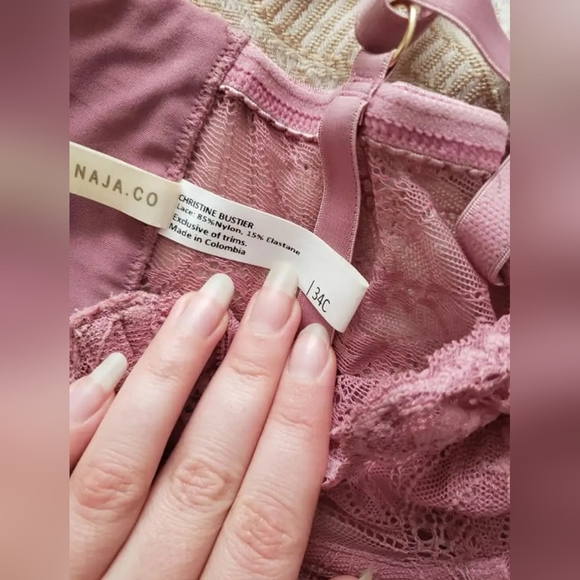 NAJA.CO
CHRISTINE BUSTIER
Lace: 85%Nylon, 15% Elastane
Exclusive of trims.
Made in Colombia
34C